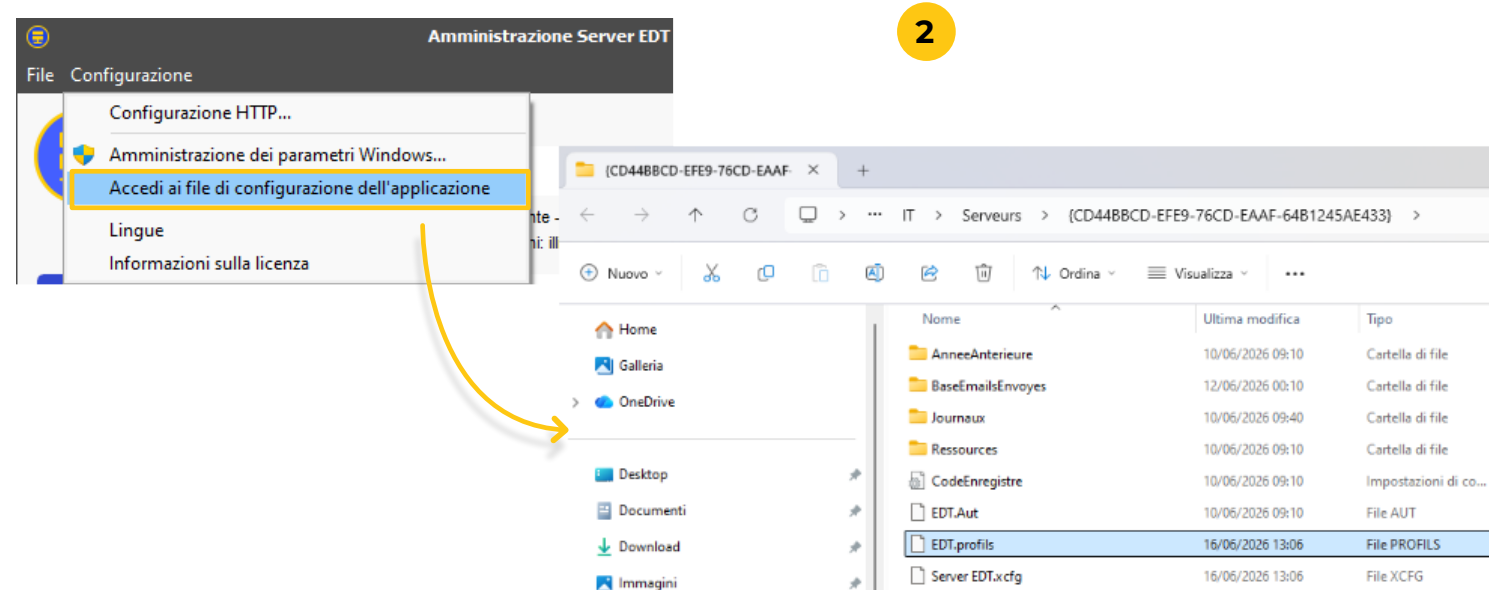 2
Amministrazione Server EDT
File Configurazione
Configurazione HTTP...
Amministrazione dei parametri Windows...
Accedi ai file di configurazione dell'applicazione
Lingue
Informazioni sulla licenza
{CD44BBCD-EFE9-76CD-EAAF-
IT > Serveurs > {CD44BBCD-EFE9-76CD-EAAF-64B1245AE433} >
Nuovo Ordina Visualizza
Home
Galleria
OneDrive
Desktop
Documenti
Download
Immagini
Nome Ultima modifica Tipo
AnneeAnterieure 10/06/2026 09:10 Cartella di file
BaseEmailsEnvoyes 12/06/2026 00:10 Cartella di file
Journaux 10/06/2026 09:40 Cartella di file
Ressources 10/06/2026 09:10 Cartella di file
CodeEnregistre 10/06/2026 09:10 Impostazioni di co...
EDT.Aut 10/06/2026 09:10 File AUT
EDT.profils 16/06/2026 13:06 File PROFILS
Server EDT.xcfg 16/06/2026 13:06 File XCFG